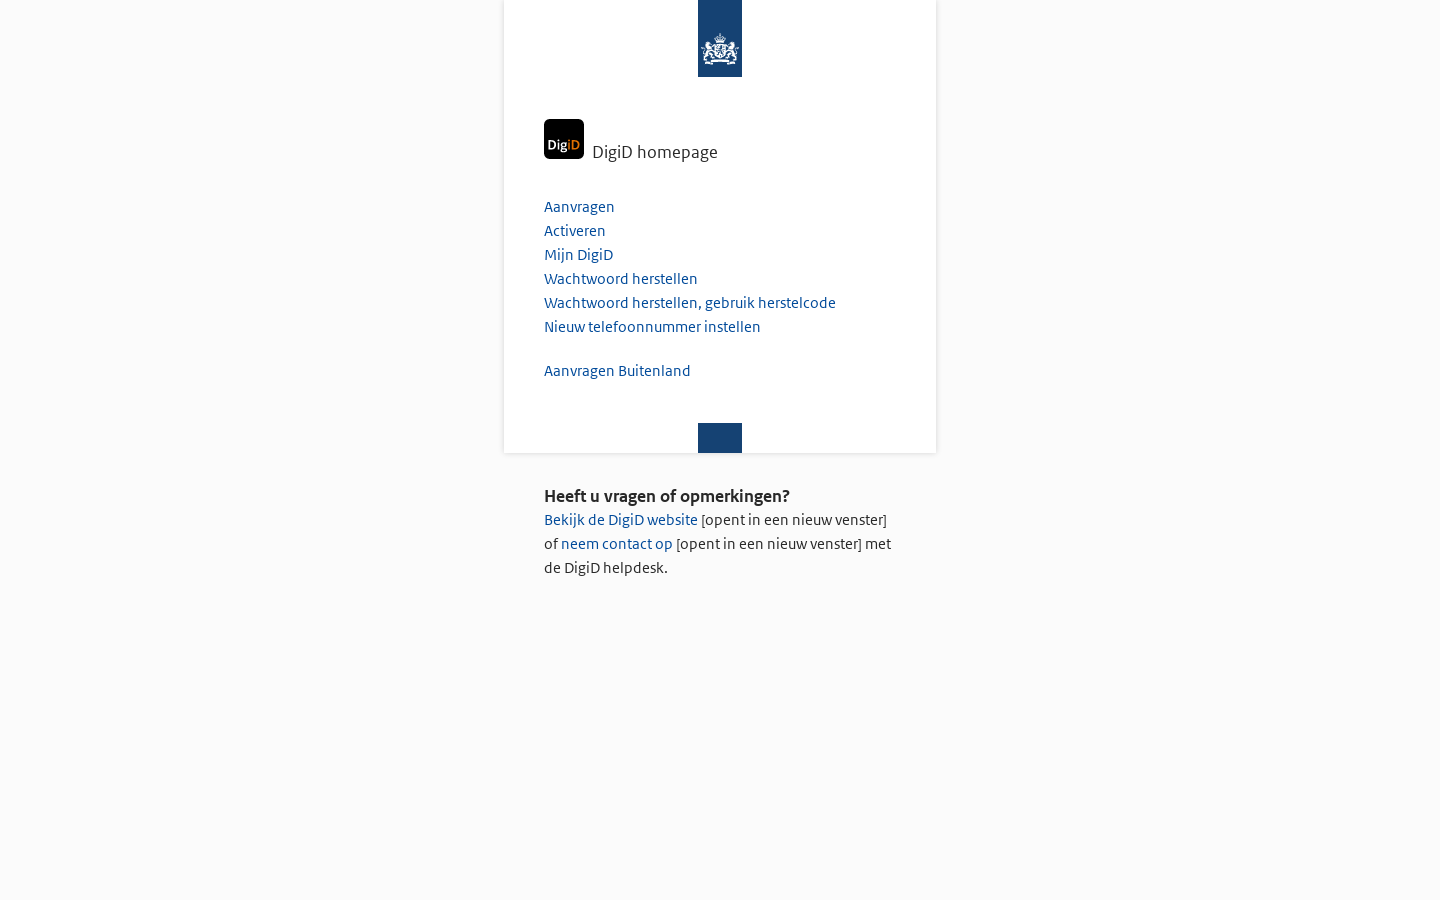 DigiD
DigiD homepage
Aanvragen
Activeren
Mijn DigiD
Wachtwoord herstellen
Wachtwoord herstellen, gebruik herstelcode
Nieuw telefoonnummer instellen
Aanvragen Buitenland
Heeft u vragen of opmerkingen?
Bekijk de DigiD website [opent in een nieuw venster]
of neem contact op [opent in een nieuw venster] met
de DigiD helpdesk.